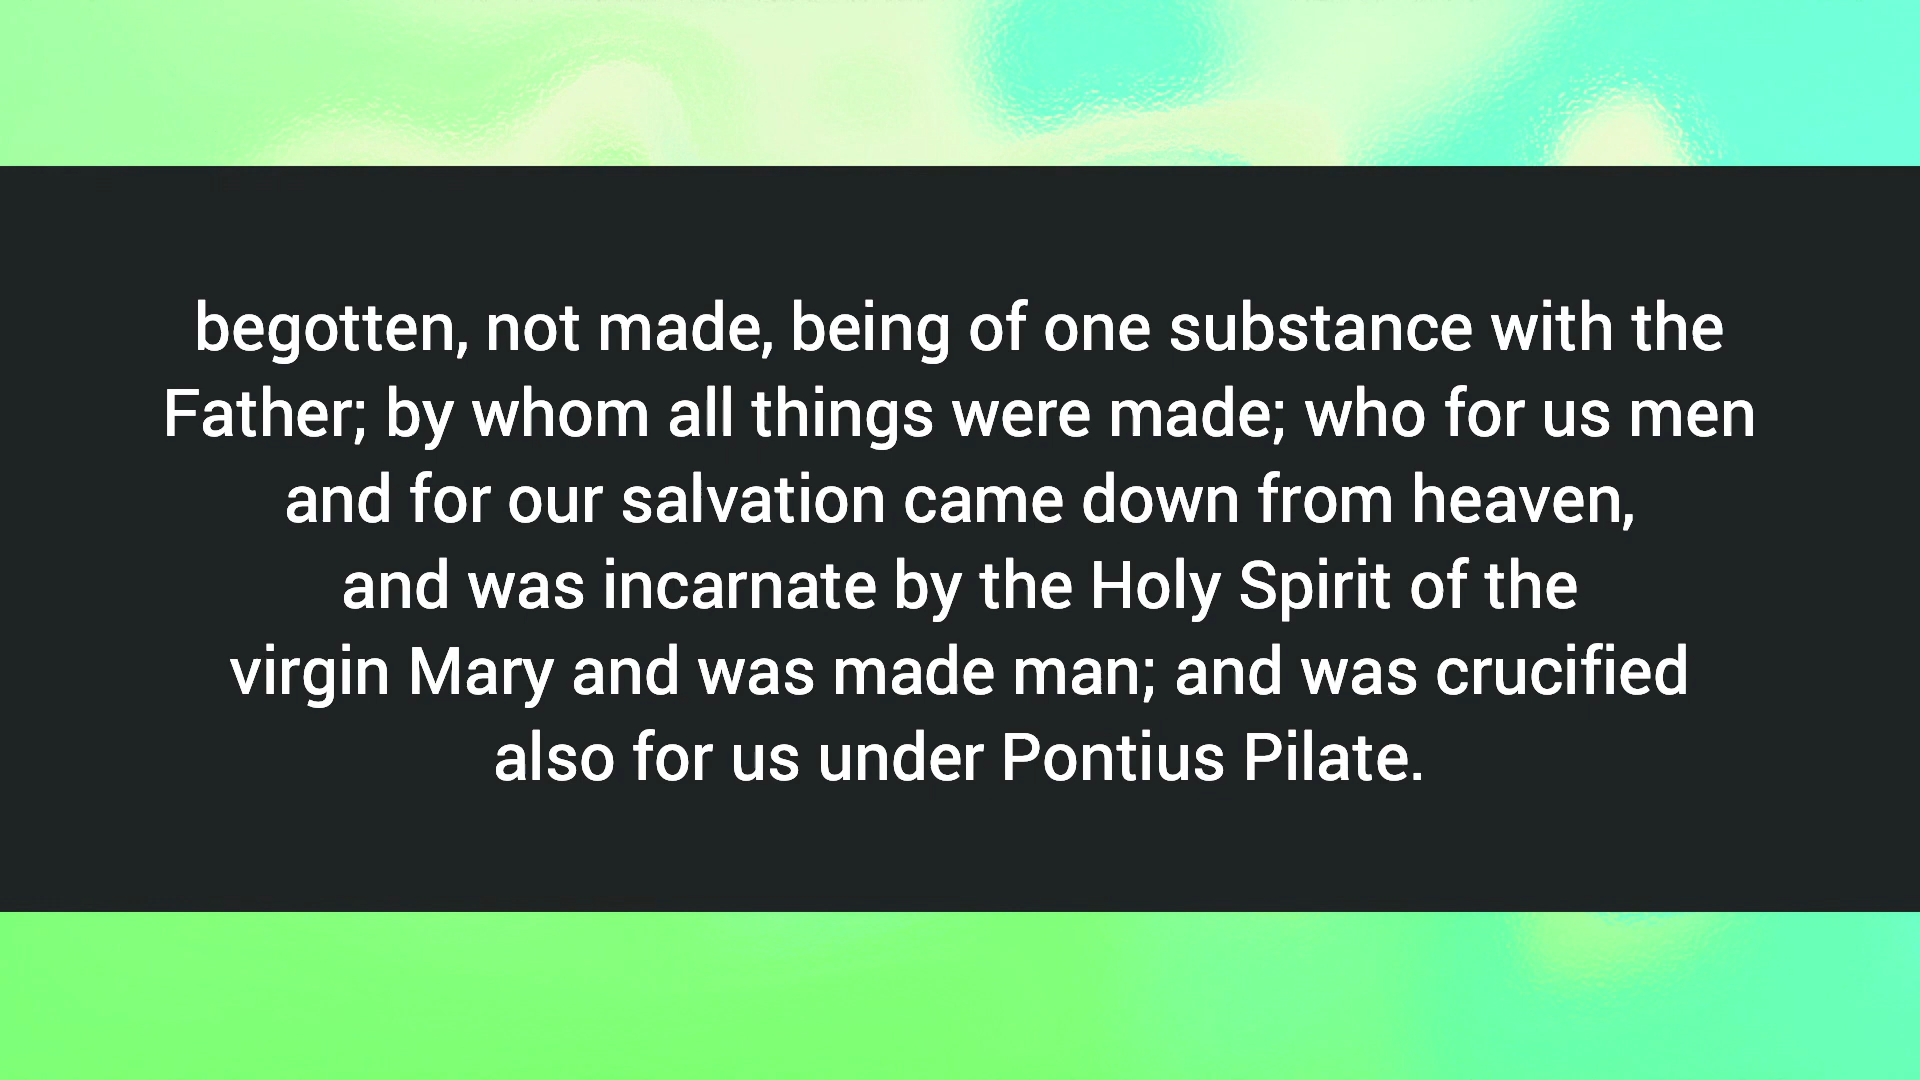 begotten, not made, being of one substance with the
Father; by whom all things were made; who for us men
and for our salvation came down from heaven,
and was incarnate by the Holy Spirit of the
virgin Mary and was made man; and was crucified
also for us under Pontius Pilate.